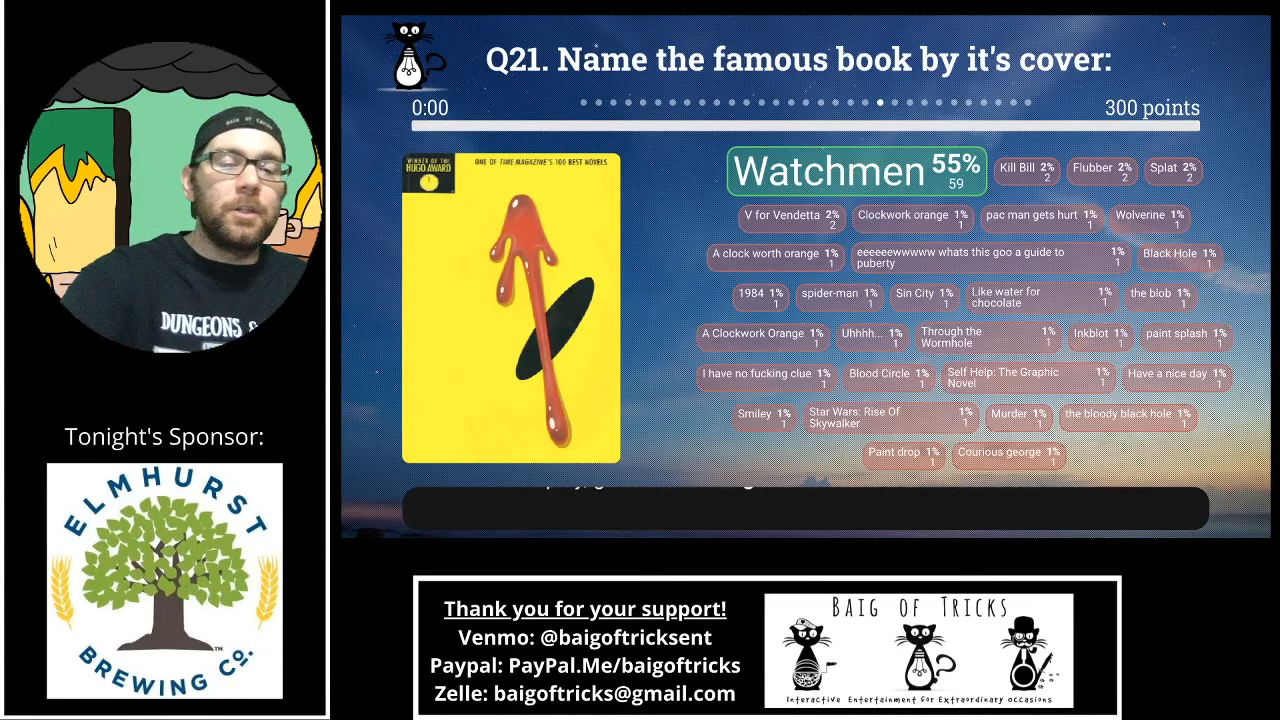 Q21. Name the famous book by it's cover:
0:00
300 points
WINNER OF THE
HUGO AWARD
ONE OF TIME MAGAZINE'S 100 BEST NOVELS
Watchmen 55%
59
Kill Bill 2%
2
Flubber 2%
2
Splat 2%
2
V for Vendetta 2%
2
Clockwork orange 1%
1
pac man gets hurt 1%
1
Wolverine 1%
1
A clock worth orange 1%
1
eeeeeewwwww whats this goo a guide to
puberty
1%
1
Black Hole 1%
1
1984 1%
1
spider-man 1%
1
Sin City 1%
1
Like water for
chocolate
1%
1
the blob 1%
1
A Clockwork Orange 1%
1
Uhhhh... 1%
1
Through the
Wormhole
1%
1
Inkblot 1%
1
paint splash 1%
1
I have no fucking clue 1%
1
Blood Circle 1%
1
Self Help: The Graphic
Novel
1%
1
Have a nice day 1%
1
Smiley 1%
1
Star Wars: Rise Of
Skywalker
1%
1
Murder 1%
1
the bloody black hole 1%
1
Paint drop 1%
1
Courious george 1%
1
BAIG OF TRICKS
DUNGEONS &
Tonight's Sponsor:
ELMHURST
BREWING CO.
TM
Thank you for your support!
Venmo: @baigoftricksent
Paypal: PayPal.Me/baigoftricks
Zelle: baigoftricks@gmail.com
BAIG OF TRICKS
Interactive Entertainment For Extraordinary occasions